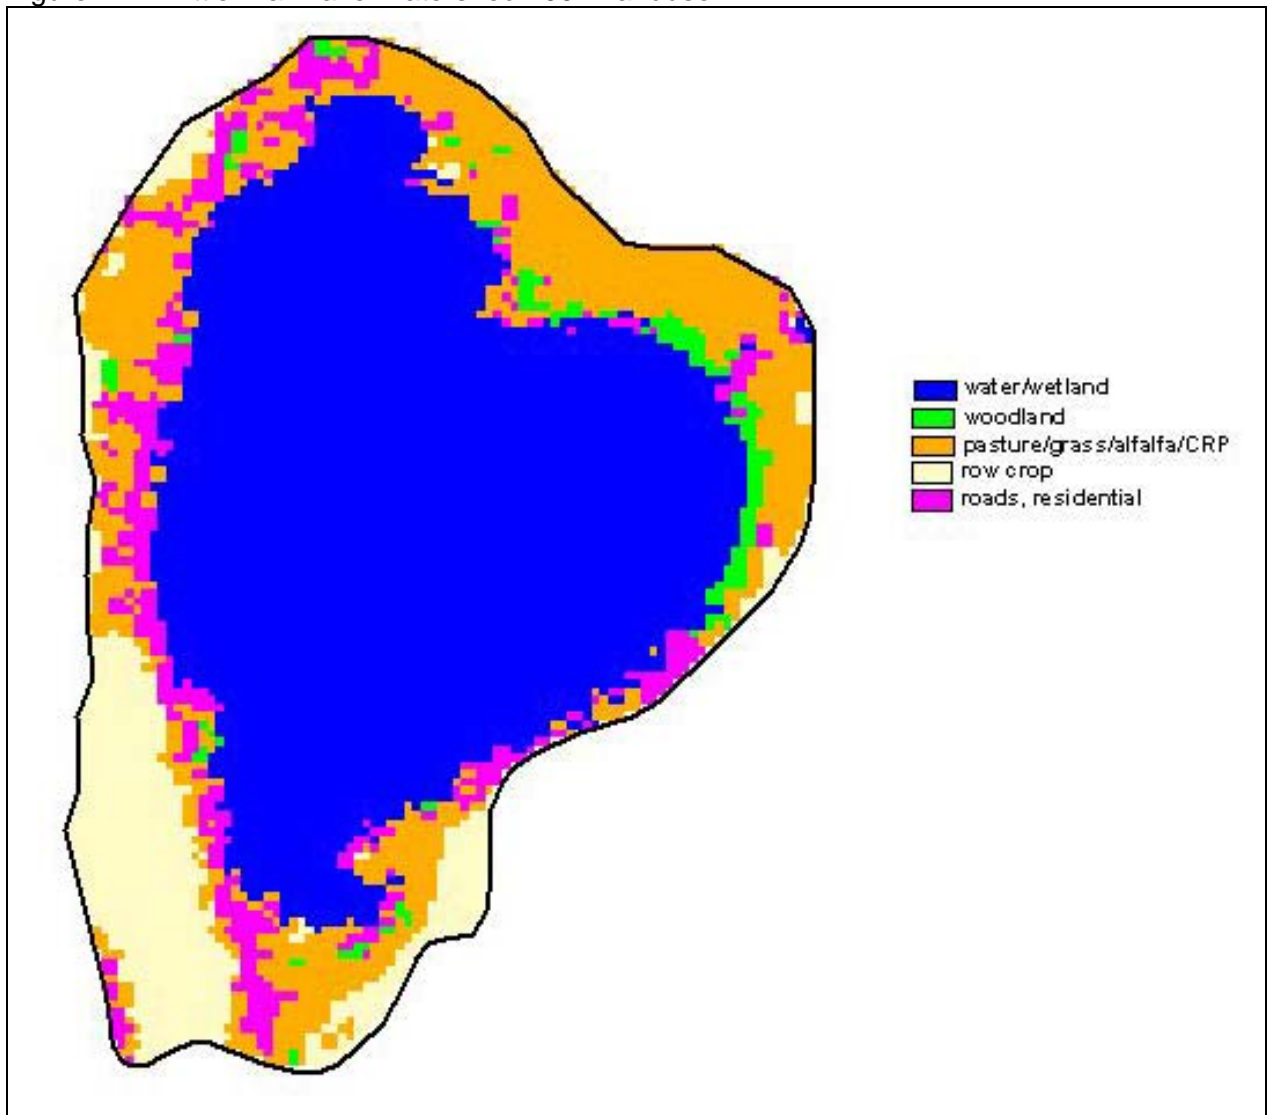 water/wetland
woodland
pasture/grass/alfalfa/CRP
row crop
roads, residential